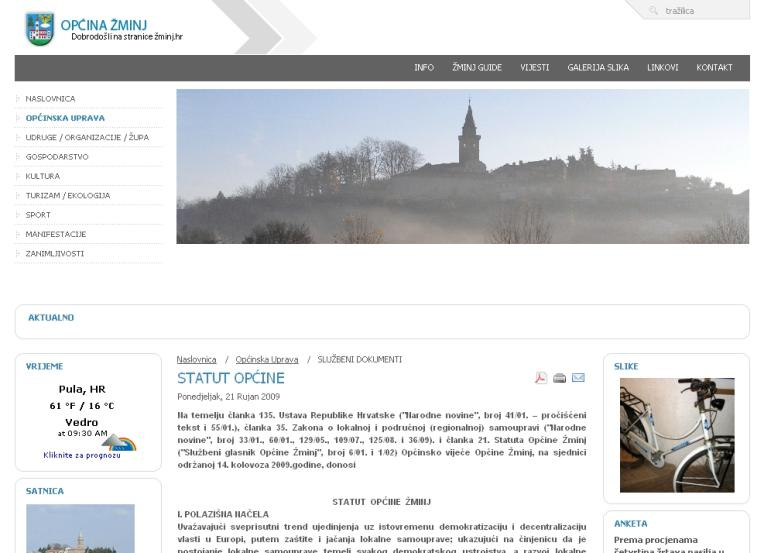 OPĆINA ŽMINJ
Dobrodošli na stranice žminj.hr
tražilica
INFO ŽMINJ GUIDE VIJESTI GALERIJA SLIKA LINKOVI KONTAKT
NASLOVNICA
OPĆINSKA UPRAVA
UDRUGE / ORGANIZACIJE / ŽUPA
GOSPODARSTVO
KULTURA
TURIZAM / EKOLOGIJA
SPORT
MANIFESTACIJE
ZANIMLJIVOSTI
AKTUALNO
VRIJEME
Pula, HR
61 °F / 16 °C
Vedro
at 09:30 AM
Kliknite za prognozu
SATNICA
Naslovnica / Općinska Uprava / SLUŽBENI DOKUMENTI
STATUT OPĆINE
Ponedjeljak, 21 Rujan 2009
Na temelju članka 135. Ustava Republike Hrvatske ("Narodne novine", broj 41/01. – pročišćeni
tekst i 55/01.), članka 35. Zakona o lokalnoj i područnoj (regionalnoj) samoupravi ("Narodne
novine", broj 33/01., 60/01., 129/05., 109/07., 125/08. i 36/09). i članka 21. Statuta Općine Žminj
("Službeni glasnik Općine Žminj", broj 6/01. i 1/02) Općinsko vijeće Općine Žminj, na sjednici
održanoj 14. kolovoza 2009.godine, donosi
STATUT OPĆINE ŽMINJ
I. POLAZIŠNA NAČELA
Uvažavajući sveprisutni trend ujedinjenja uz istovremenu demokratizaciju i decentralizaciju
vlasti u Europi, putem zaštite i jačanja lokalne samouprave; ukazujući na činjenicu da je
postojanje lokalne samouprave temelj svakog demokratskog ustrojstva, a razvoj lokalne
SLIKE
ANKETA
Prema procjenama
četvrtina žrtava nasilja u